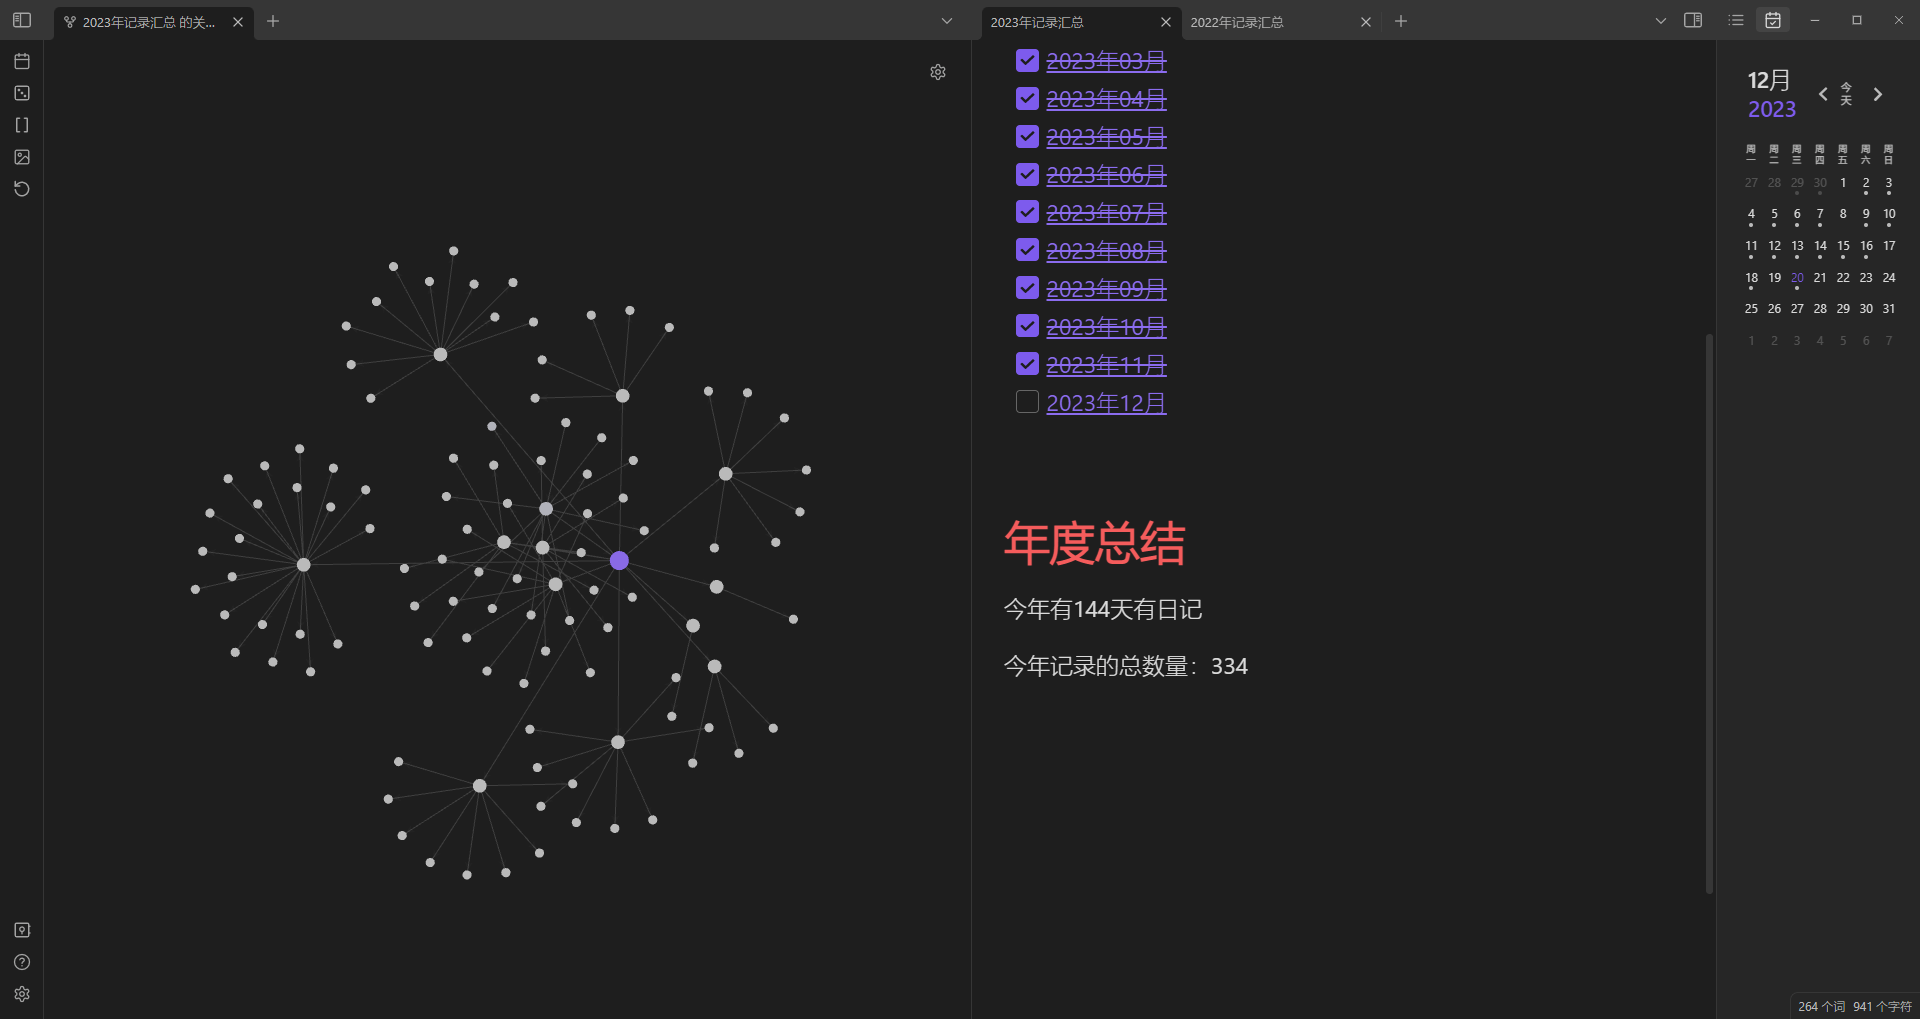 2023年记录汇总 的关...
2023年记录汇总
2022年记录汇总
2023年03月
2023年04月
2023年05月
2023年06月
2023年07月
2023年08月
2023年09月
2023年10月
2023年11月
2023年12月
年度总结
今年有144天有日记
今年记录的总数量：334
12月
2023
今天
周一 周二 周三 周四 周五 周六 周日
27 28 29 30 1 2 3
4 5 6 7 8 9 10
11 12 13 14 15 16 17
18 19 20 21 22 23 24
25 26 27 28 29 30 31
1 2 3 4 5 6 7
264 个词 941 个字符